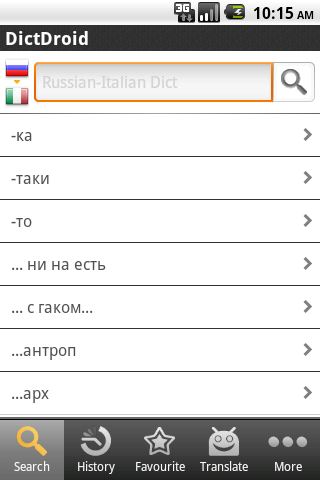 3G
10:15 AM
DictDroid
Russian-Italian Dict
-ка
-таки
-то
... ни на есть
... с гаком...
...антроп
...арх
Search
History
Favourite
Translate
More